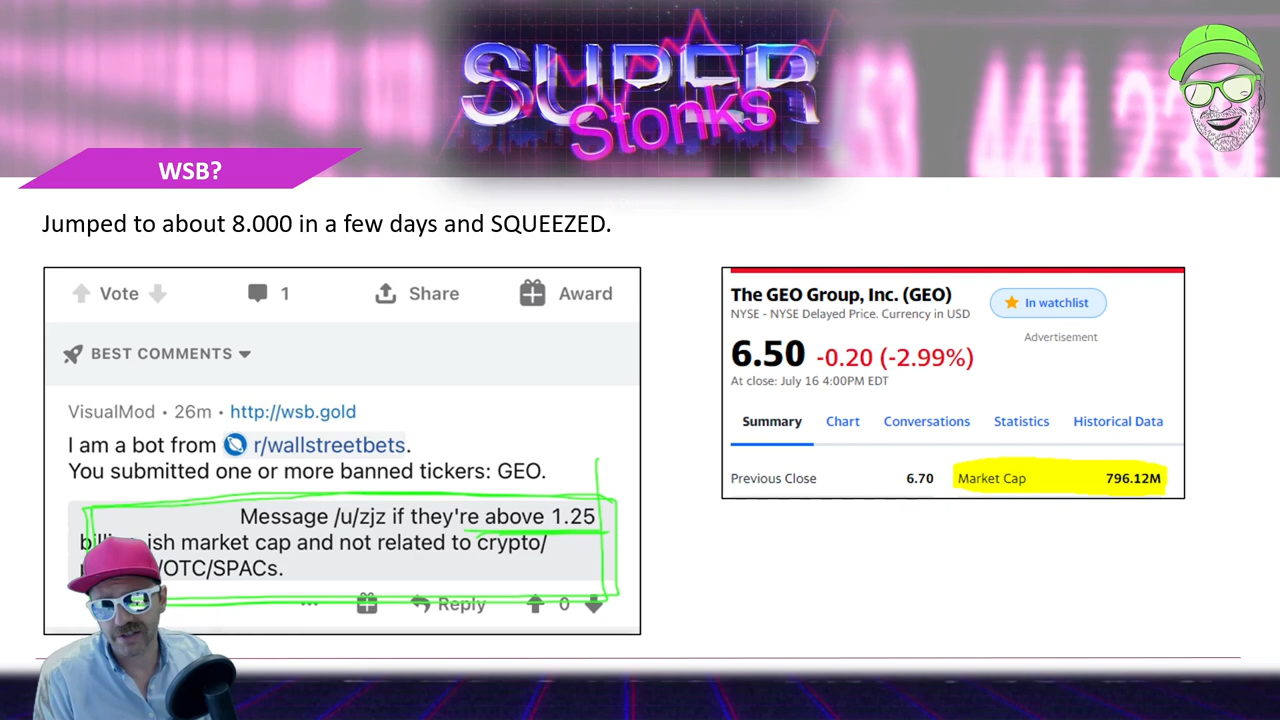 SUPER
Stonks
WSB?
Jumped to about 8.000 in a few days and SQUEEZED.
Vote
1
Share
Award
BEST COMMENTS
VisualMod • 26m • http://wsb.gold
I am a bot from r/wallstreetbets.
You submitted one or more banned tickers: GEO.
Message /u/zjz if they're above 1.25
ish market cap and not related to crypto/
/OTC/SPACs.
...
Reply
0
The GEO Group, Inc. (GEO)
NYSE - NYSE Delayed Price. Currency in USD
In watchlist
Advertisement
6.50 -0.20 (-2.99%)
At close: July 16 4:00PM EDT
Summary
Chart
Conversations
Statistics
Historical Data
Previous Close
6.70
Market Cap
796.12M